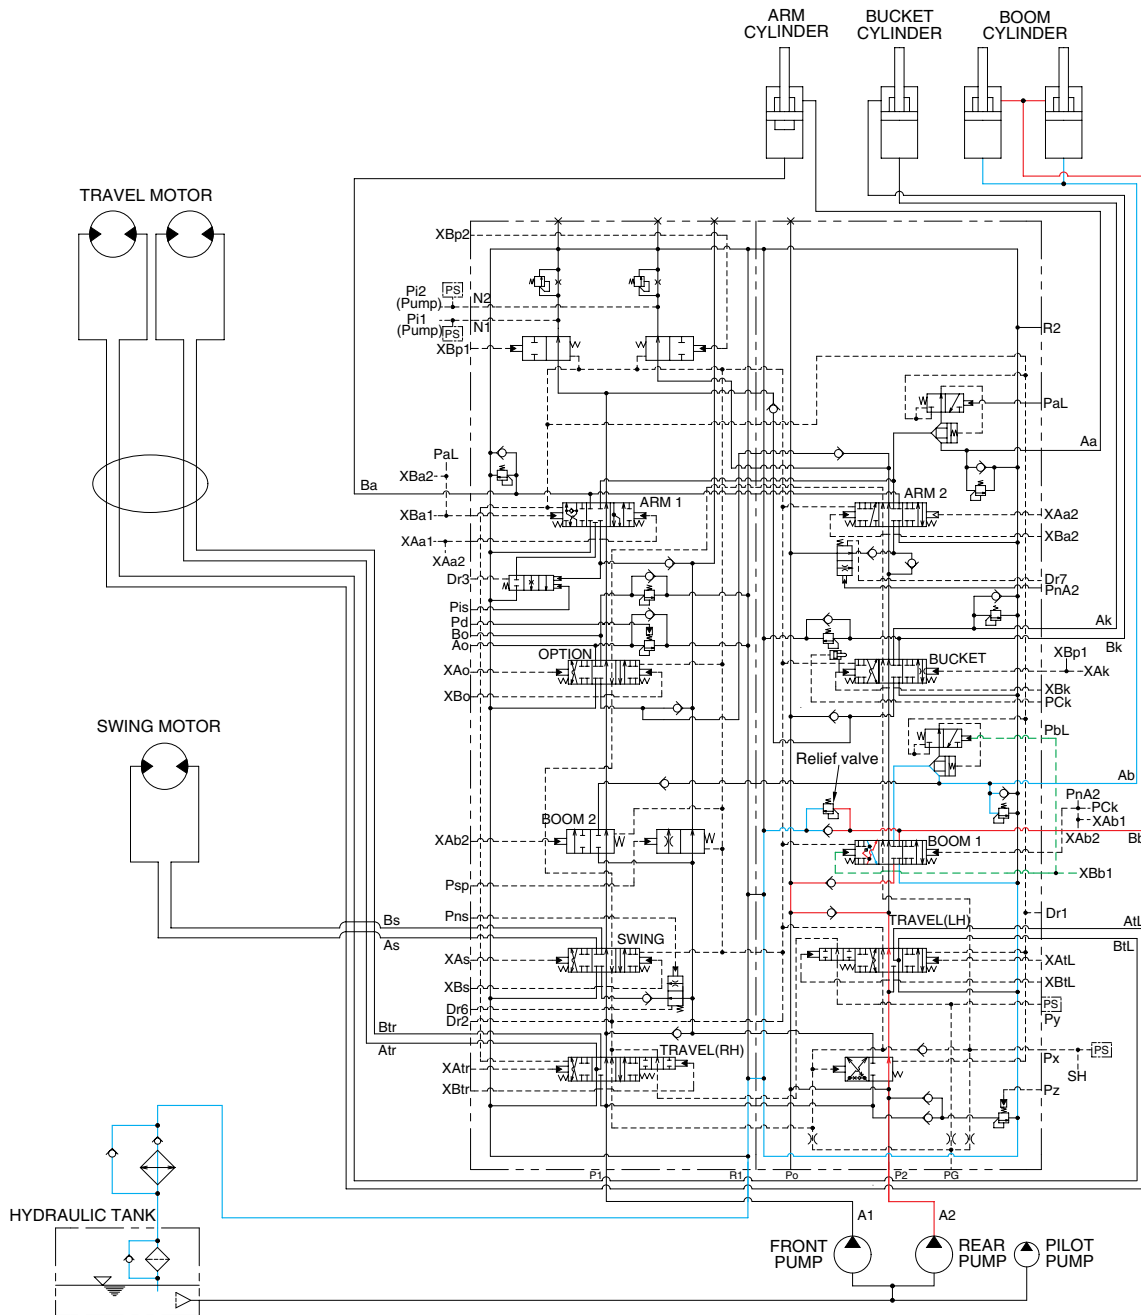 ARM
CYLINDER
BUCKET
CYLINDER
BOOM
CYLINDER
TRAVEL MOTOR
XBp2
Pi2
(Pump)
PS
N2
Pi1
(Pump)
PS
N1
XBp1
R2
PaL
Aa
PaL
XBa2
Ba
XBa1
XAa1
XAa2
Dr3
Pis
Pd
Bo
Ao
XAo
XBo
ARM 1
ARM 2
XAa2
XBa2
Dr7
PnA2
Ak
Bk
OPTION
BUCKET
XBp1
XAk
XBk
PCk
PbL
SWING MOTOR
Relief valve
Ab
PnA2
PCk
XAb1
XAb2
Bb
BOOM 2
BOOM 1
XAb2
XBb1
Psp
Pns
Bs
As
Dr1
AtL
BtL
TRAVEL(LH)
SWING
XAs
XBs
XAtL
XBtL
Dr6
Dr2
PS
Py
Btr
Atr
TRAVEL(RH)
XAtr
XBtr
Px
PS
SH
Pz
P1
R1
Po
P2
PG
HYDRAULIC TANK
A1
A2
FRONT
PUMP
REAR
PUMP
PILOT
PUMP